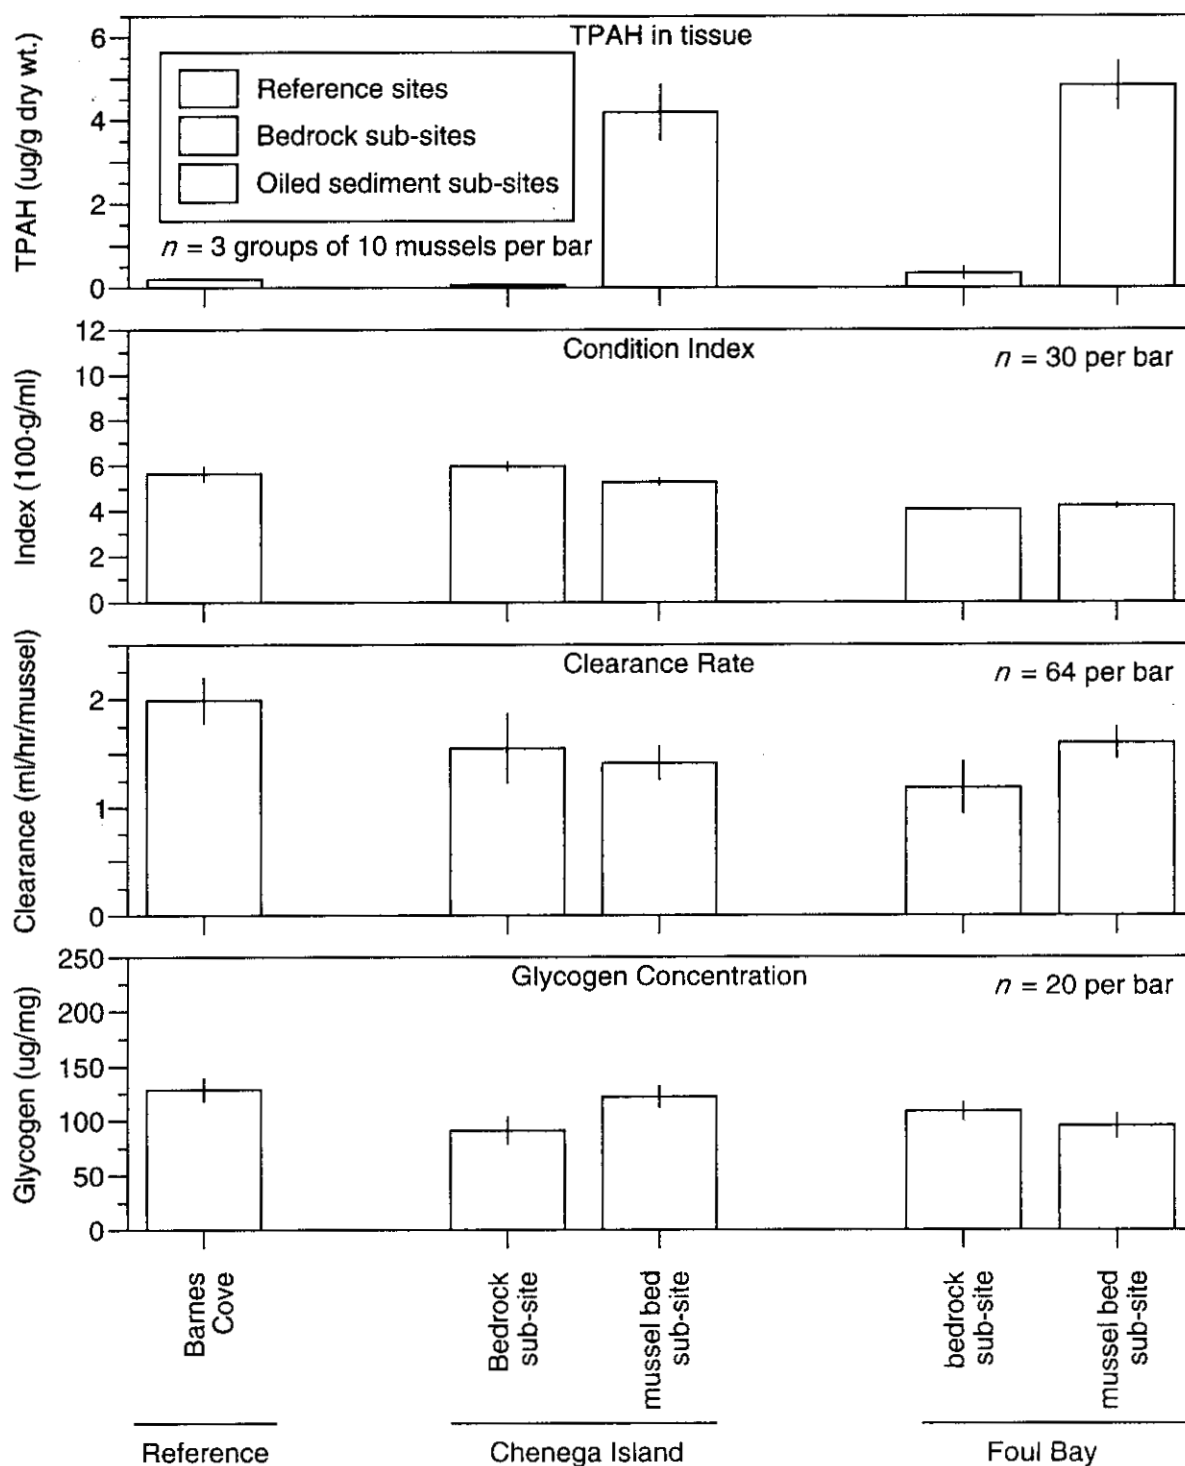 TPAH in tissue
TPAH (ug/g dry wt.)
6
4
2
0
Reference sites
Bedrock sub-sites
Oiled sediment sub-sites
n = 3 groups of 10 mussels per bar
Condition Index
n = 30 per bar
Index (100·g/ml)
12
10
8
6
4
2
0
Clearance Rate
n = 64 per bar
Clearance (ml/hr/mussel)
2
1
0
Glycogen Concentration
n = 20 per bar
Glycogen (ug/mg)
250
200
150
100
50
0
Barnes
Cove
Bedrock
sub-site
mussel bed
sub-site
bedrock
sub-site
mussel bed
sub-site
Reference
Chenega Island
Foul Bay